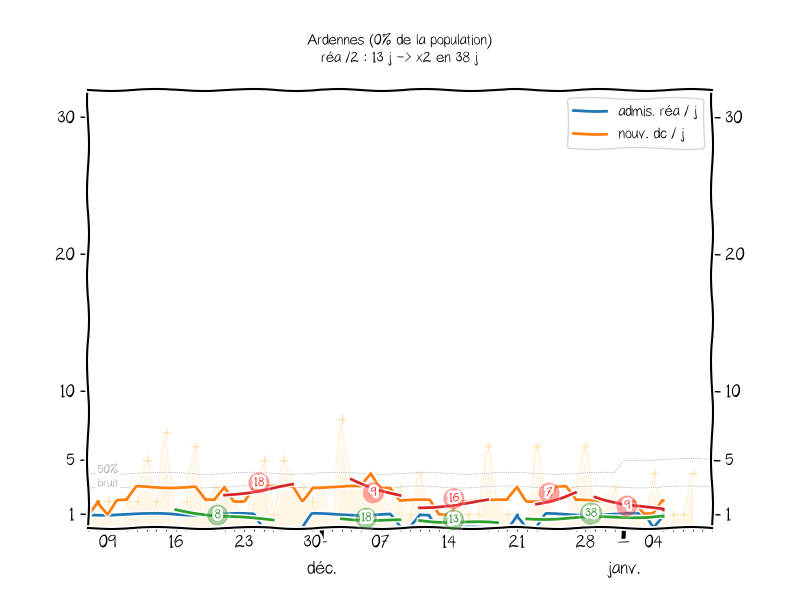 Ardennes (0% de la population)
réa /2 : 13 j -> x2 en 38 j
30 30
admis. réa / j
nouv. dc / j
20 20
10 10
5 5
50%
bruit
18 9 16 7 9
8 18 13 38
1 1
09 16 23 30 07 14 21 28 04
déc. janv.